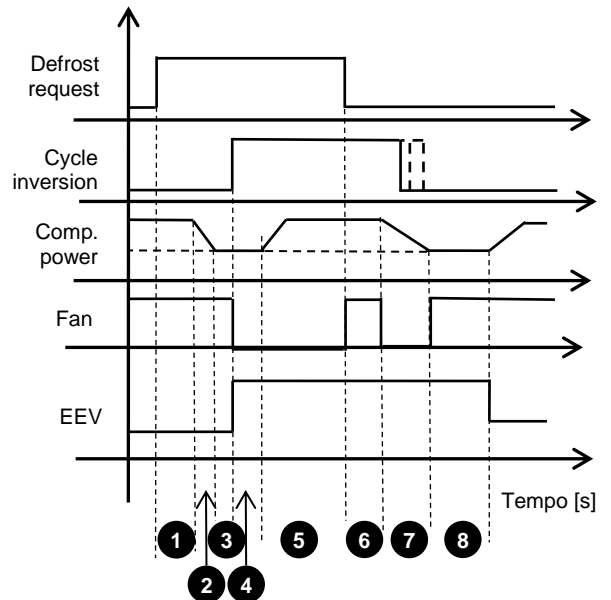 Defrost
request
Cycle
inversion
Comp.
power
Fan
EEV
Tempo [s]
1 3 5 6 7 8
2 4